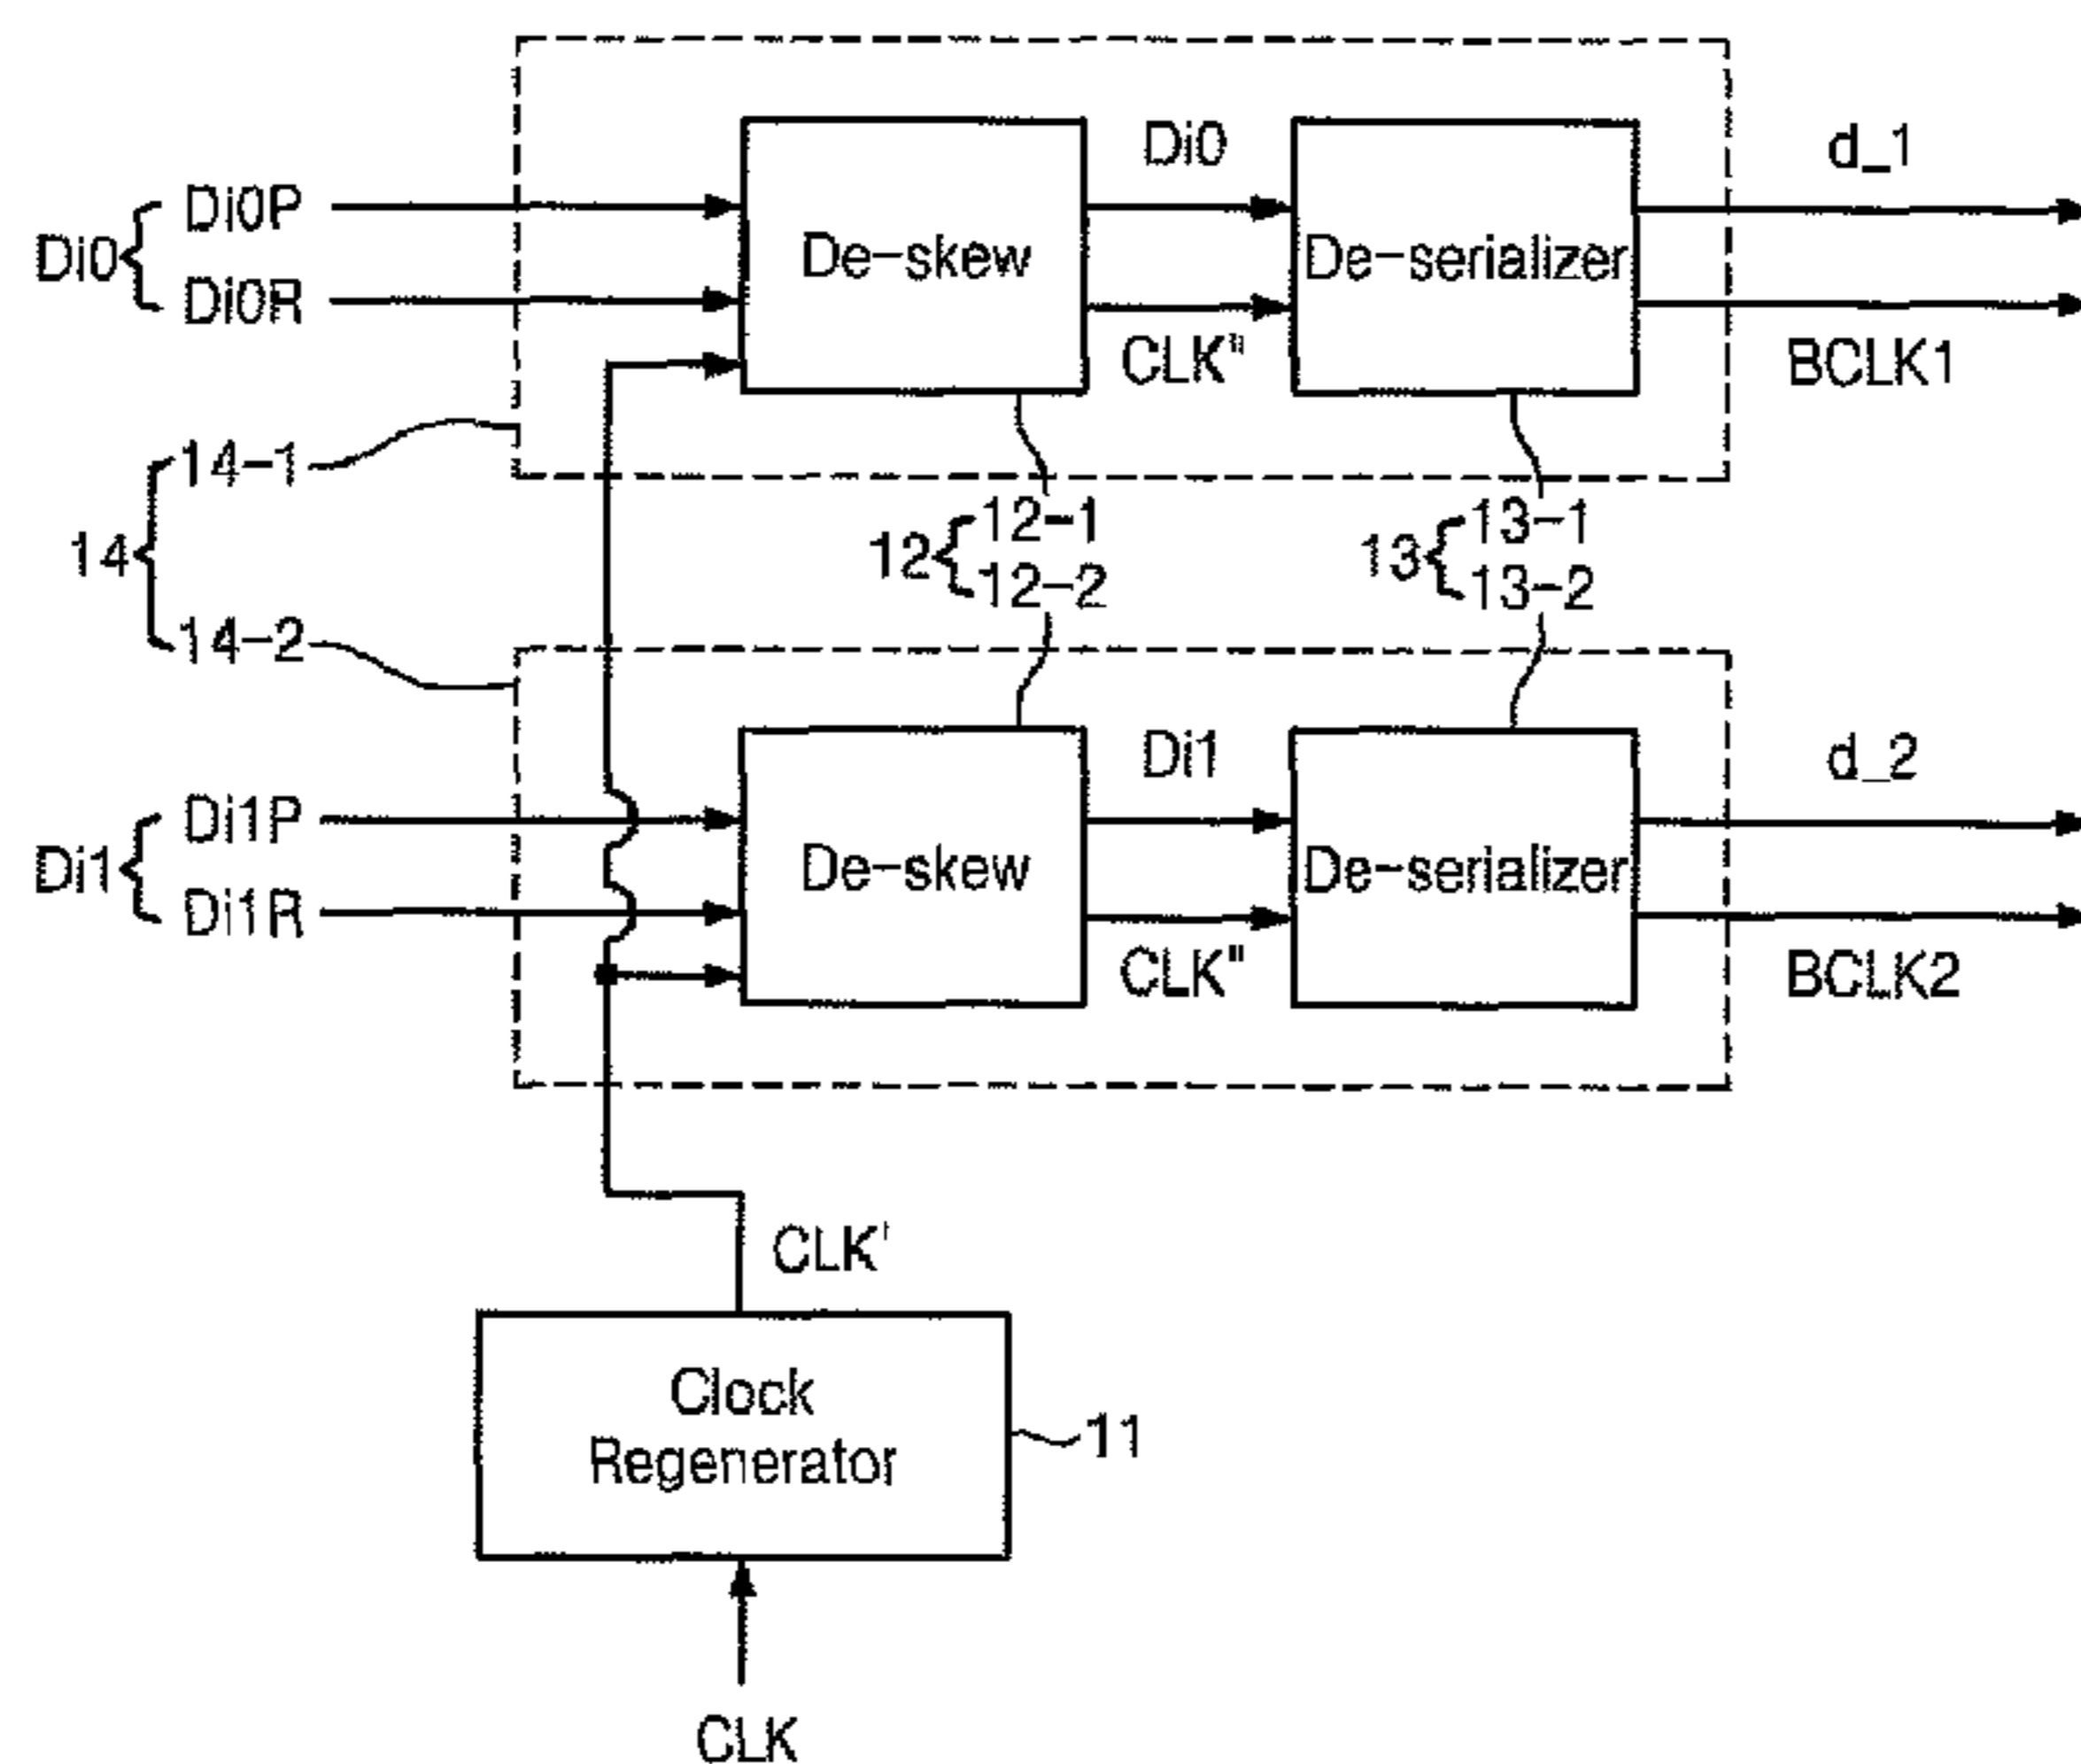 Di0
d_1
Di0P
Di0
De-skew
De-serializer
Di0R
CLK"
BCLK1
14-1
12-1
13-1
14
12
13
12-2
13-2
14-2
Di1
d_2
Di1P
Di1
De-skew
De-serializer
Di1R
CLK"
BCLK2
CLK'
Clock
Regenerator
11
CLK